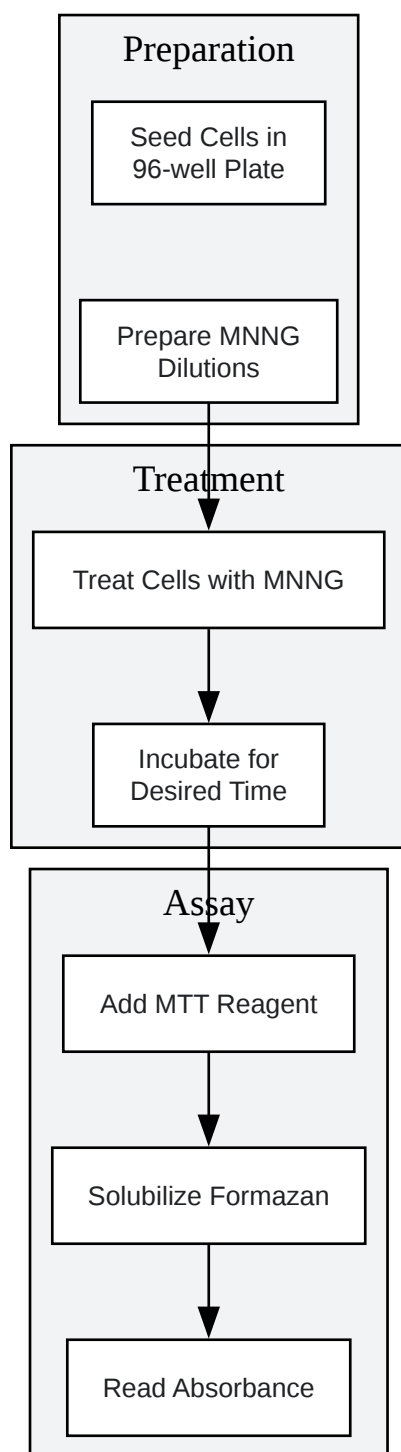 Preparation
Seed Cells in
96-well Plate
Prepare MNNG
Dilutions
Treatment
Treat Cells with MNNG
Incubate for
Desired Time
Assay
Add MTT Reagent
Solubilize Formazan
Read Absorbance